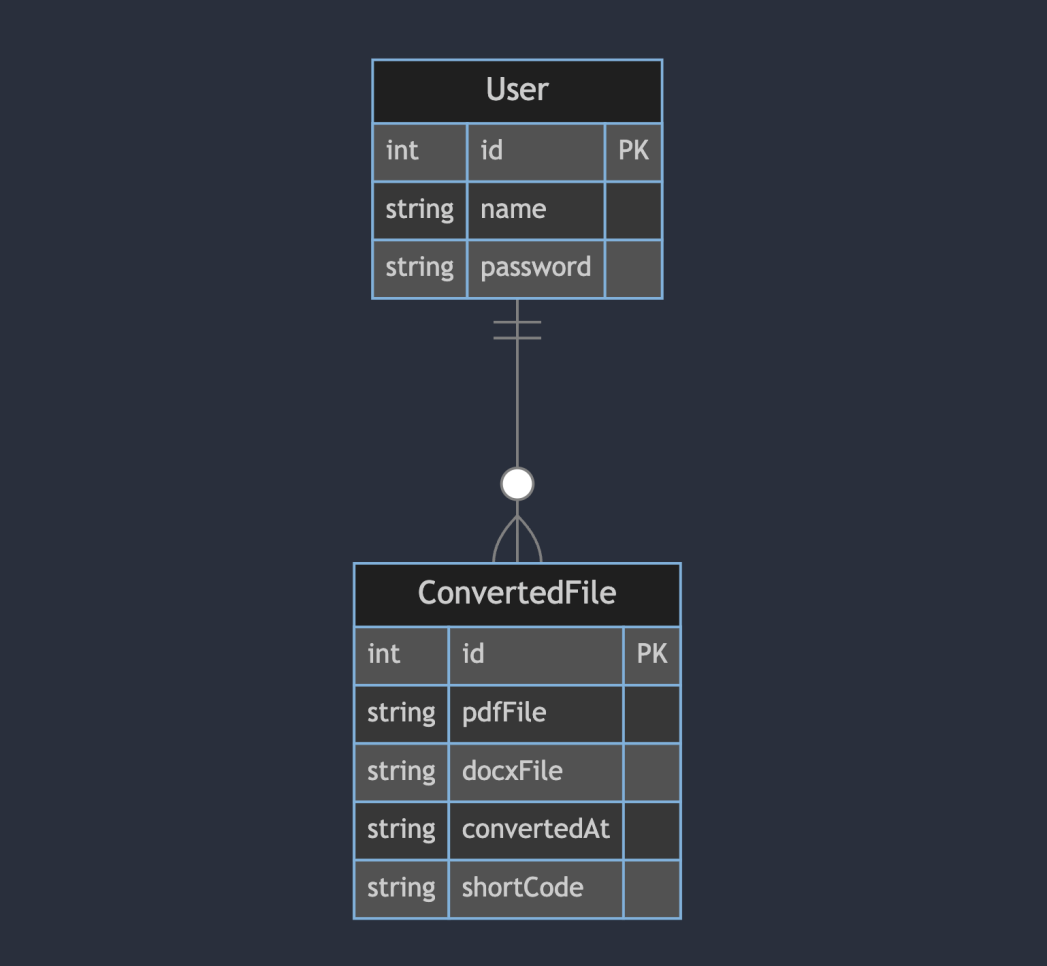 User
int id PK
string name
string password
ConvertedFile
int id PK
string pdfFile
string docxFile
string convertedAt
string shortCode